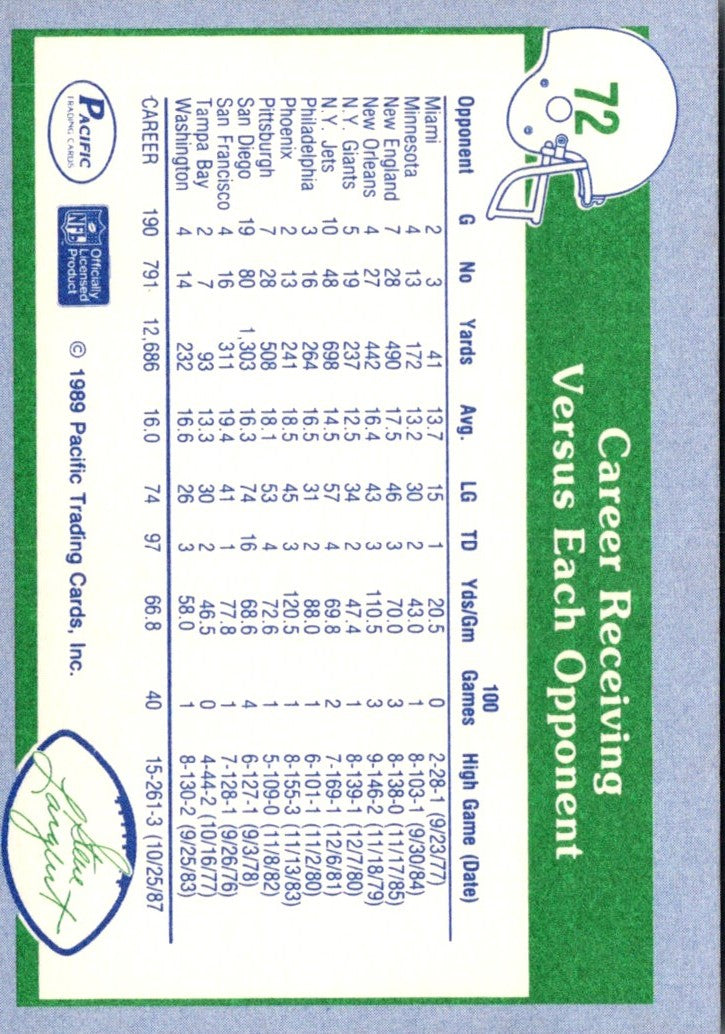 72
Career Receiving
Versus Each Opponent
100
Opponent G No Yards Avg. LG TD Yds/Gm Games High Game (Date)
Miami 2 3 41 13.7 15 1 20.5 0 2-28-1 (9/23/77)
Minnesota 4 13 172 13.2 30 2 43.0 1 8-103-1 (9/30/84)
New England 7 28 490 17.5 46 3 70.0 3 8-138-0 (11/17/85)
New Orleans 4 27 442 16.4 43 3 110.5 3 9-146-2 (11/18/79)
N.Y. Giants 5 19 237 12.5 34 2 47.4 1 8-139-1 (12/7/80)
N.Y. Jets 10 48 698 14.5 57 4 69.8 2 7-169-1 (12/6/81)
Philadelphia 3 16 264 16.5 31 2 88.0 1 6-101-1 (11/2/80)
Phoenix 2 13 241 18.5 45 3 120.5 1 8-155-3 (11/13/83)
Pittsburgh 7 28 508 18.1 53 4 72.6 1 5-109-0 (11/8/82)
San Diego 19 80 1,303 16.3 74 16 68.6 4 6-127-1 (9/3/78)
San Francisco 4 16 311 19.4 41 1 77.8 1 7-128-1 (9/26/76)
Tampa Bay 2 7 93 13.3 30 2 46.5 0 4-44-2 (10/16/77)
Washington 4 14 232 16.6 26 3 58.0 1 8-130-2 (9/25/83)
CAREER 190 791 12,686 16.0 74 97 66.8 40 15-261-3 (10/25/87
PACIFIC
TRADING CARDS
NFL
Officially
Licensed
Product
© 1989 Pacific Trading Cards, Inc.
Steve
Largent